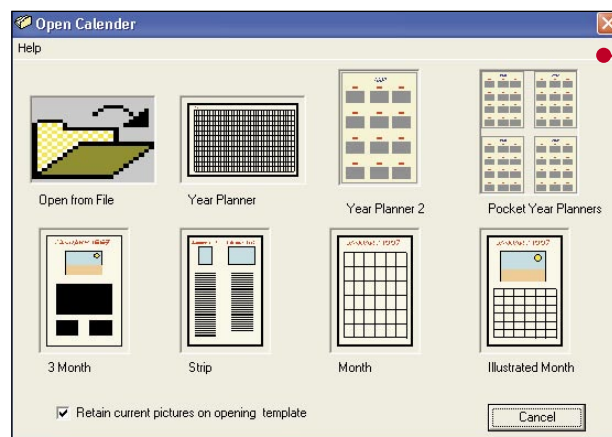 Open Calender
Help
Open from File
Year Planner
Year Planner 2
Pocket Year Planners
3 Month
Strip
Month
Illustrated Month
Retain current pictures on opening template
Cancel